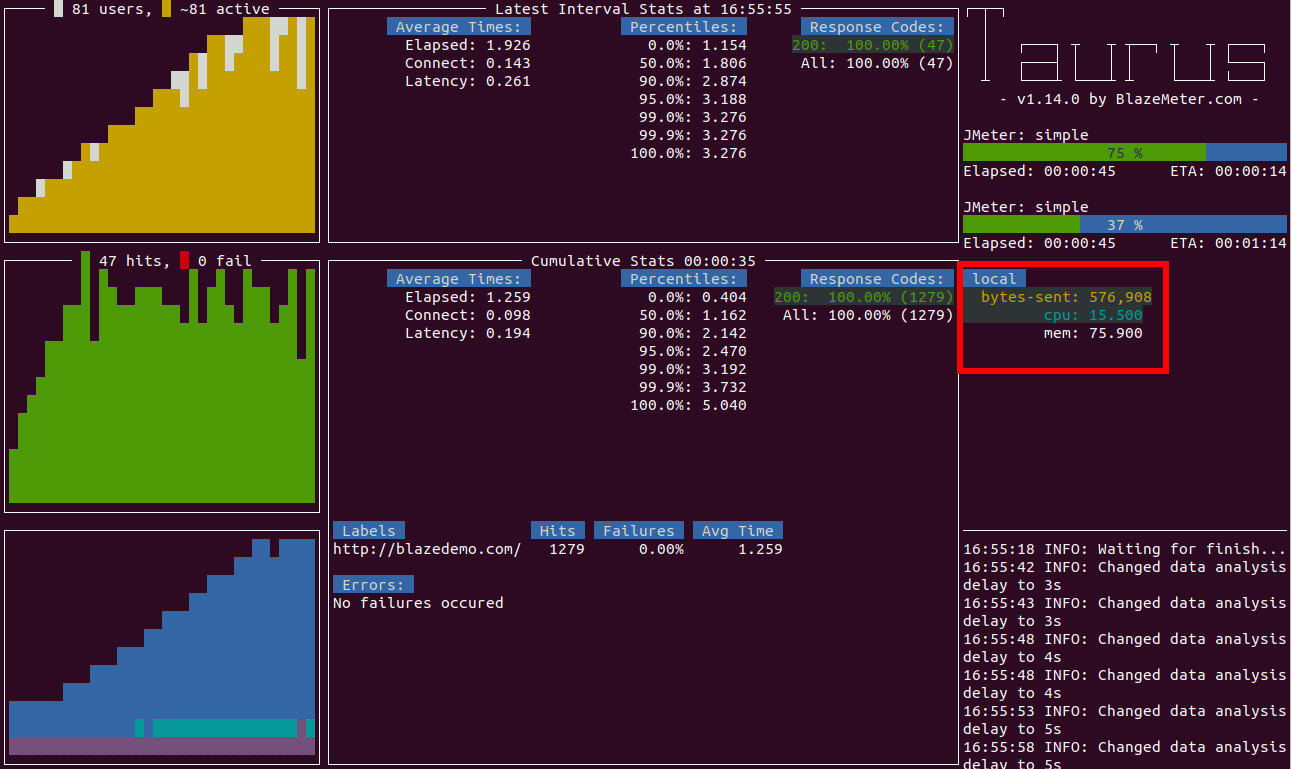 81 users, ~81 active
Latest Interval Stats at 16:55:55
Average Times:
Elapsed: 1.926
Connect: 0.143
Latency: 0.261
Percentiles:
0.0%: 1.154
50.0%: 1.806
90.0%: 2.874
95.0%: 3.188
99.0%: 3.276
99.9%: 3.276
100.0%: 3.276
Response Codes:
200: 100.00% (47)
All: 100.00% (47)
Taurus
- v1.14.0 by BlazeMeter.com -
JMeter: simple
75 %
Elapsed: 00:00:45 ETA: 00:00:14
JMeter: simple
37 %
Elapsed: 00:00:45 ETA: 00:01:14
47 hits, 0 fail
Cumulative Stats 00:00:35
Average Times:
Elapsed: 1.259
Connect: 0.098
Latency: 0.194
Percentiles:
0.0%: 0.404
50.0%: 1.162
90.0%: 2.142
95.0%: 2.470
99.0%: 3.192
99.9%: 3.732
100.0%: 5.040
Response Codes:
200: 100.00% (1279)
All: 100.00% (1279)
local
bytes-sent: 576,908
cpu: 15.500
mem: 75.900
Labels Hits Failures Avg Time
http://blazedemo.com/ 1279 0.00% 1.259
Errors:
No failures occured
16:55:18 INFO: Waiting for finish...
16:55:42 INFO: Changed data analysis
delay to 3s
16:55:43 INFO: Changed data analysis
delay to 3s
16:55:48 INFO: Changed data analysis
delay to 4s
16:55:48 INFO: Changed data analysis
delay to 4s
16:55:53 INFO: Changed data analysis
delay to 5s
16:55:58 INFO: Changed data analysis
delay to 5s